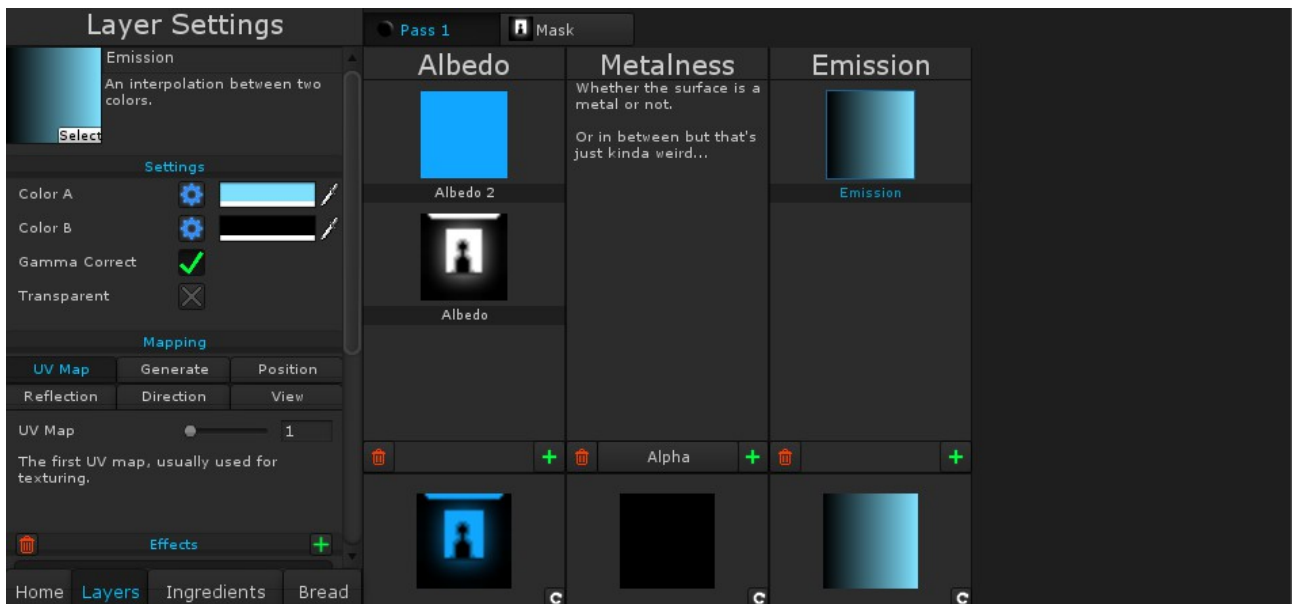 Layer Settings
Emission
An interpolation between two
colors.
Select
Settings
Color A
Color B
Gamma Correct
Transparent
Mapping
UV Map Generate Position
Reflection Direction View
UV Map 1
The first UV map, usually used for
texturing.
Effects
Home Layers Ingredients Bread
Pass 1 Mask
Albedo
Albedo 2
Albedo
Metalness
Whether the surface is a
metal or not.
Or in between but that's
just kinda weird...
Alpha
C
C
Emission
Emission
C